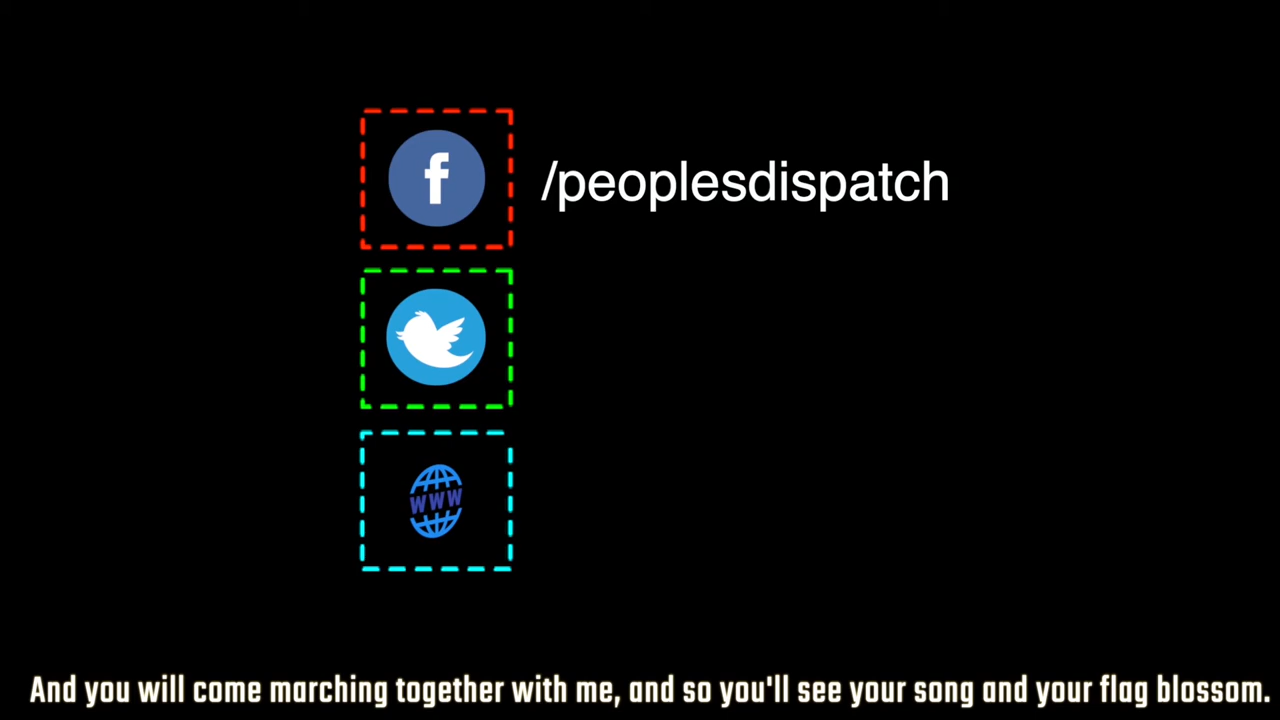 f
/peoplesdispatch
WWW
And you will come marching together with me, and so you'll see your song and your flag blossom.